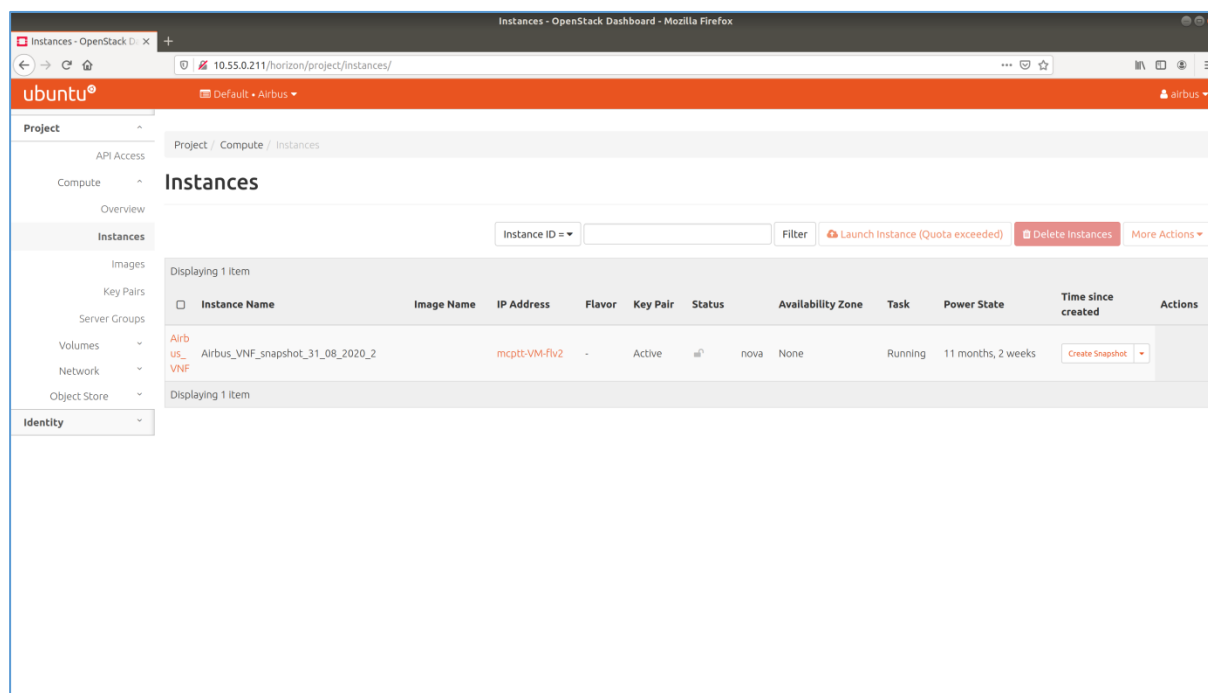 Instances - OpenStack Dashboard - Mozilla Firefox
Instances - OpenStack Da
10.55.0.211/horizon/project/instances/
ubuntu Default • Airbus airbus
Project
API Access
Compute
Overview
Instances
Images
Key Pairs
Server Groups
Volumes
Network
Object Store
Identity
Project / Compute / Instances
Instances
Instance ID = Filter Launch Instance (Quota exceeded) Delete Instances More Actions
Displaying 1 item
Instance Name Image Name IP Address Flavor Key Pair Status Availability Zone Task Power State Time since created Actions
Airbus_VNF Airbus_VNF_snapshot_31_08_2020_2 mcptt-VM-flv2 - Active nova None Running 11 months, 2 weeks Create Snapshot
Displaying 1 item